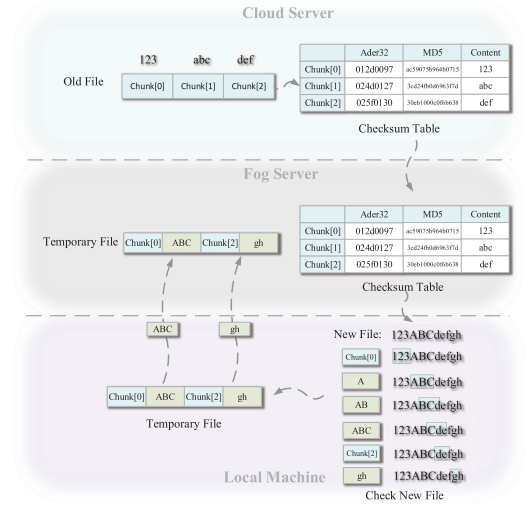 Cloud Server
123 abc def
Old File Chunk[0] Chunk[1] Chunk[2]
Ader32 MD5 Content
Chunk[0] 012d0097 ac59075b964b0715 123
Chunk[1] 024d0127 3cd24fb0d6963f7d abc
Chunk[2] 025f0130 30eb1000c0f6b638 def
Checksum Table
Fog Server
Temporary File Chunk[0] ABC Chunk[2] gh
Ader32 MD5 Content
Chunk[0] 012d0097 ac59075b964b0715 123
Chunk[1] 024d0127 3cd24fb0d6963f7d abc
Chunk[2] 025f0130 30eb1000c0f6b638 def
Checksum Table
ABC gh
Chunk[0] ABC Chunk[2] gh
Temporary File
New File: 123ABCdefgh
Chunk[0] 123ABCdefgh
A 123ABCdefgh
AB 123ABCdefgh
ABC 123ABCdefgh
Chunk[2] 123ABCdefgh
gh 123ABCdefgh
Check New File
Local Machine